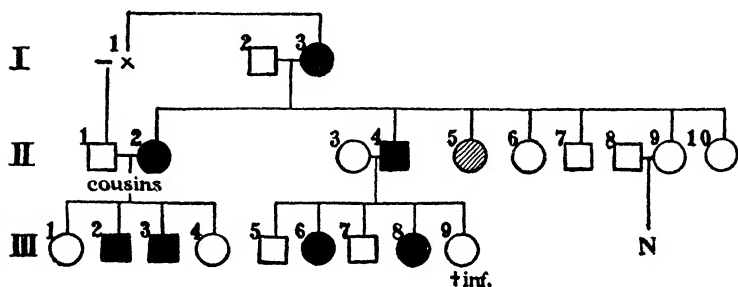 I – 1 x 2 3
II 1 2 3 4 5 6 7 8 9 10
cousins
III 1 2 3 4 5 6 7 8 9 N
†inf.